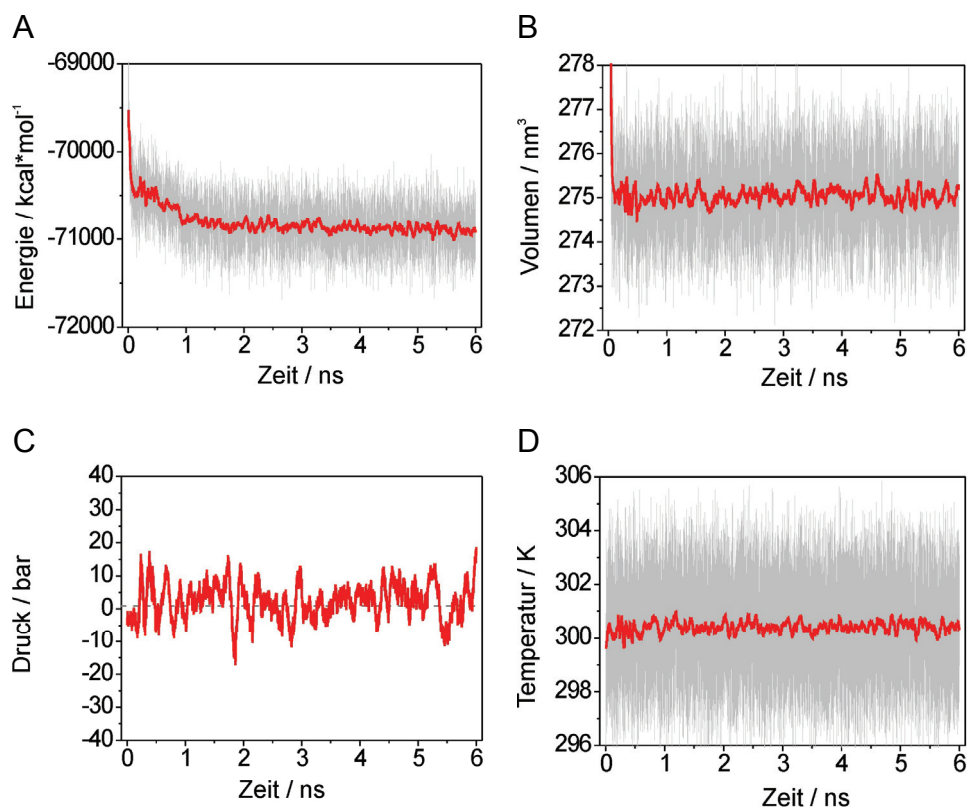 A
Energie / kcal*mol⁻¹
-69000
-70000
-71000
-72000
0 1 2 3 4 5 6
Zeit / ns
B
Volumen / nm³
278
277
276
275
274
273
272
0 1 2 3 4 5 6
Zeit / ns
C
Druck / bar
40
30
20
10
0
-10
-20
-30
-40
0 1 2 3 4 5 6
Zeit / ns
D
Temperatur / K
306
304
302
300
298
296
0 1 2 3 4 5 6
Zeit / ns